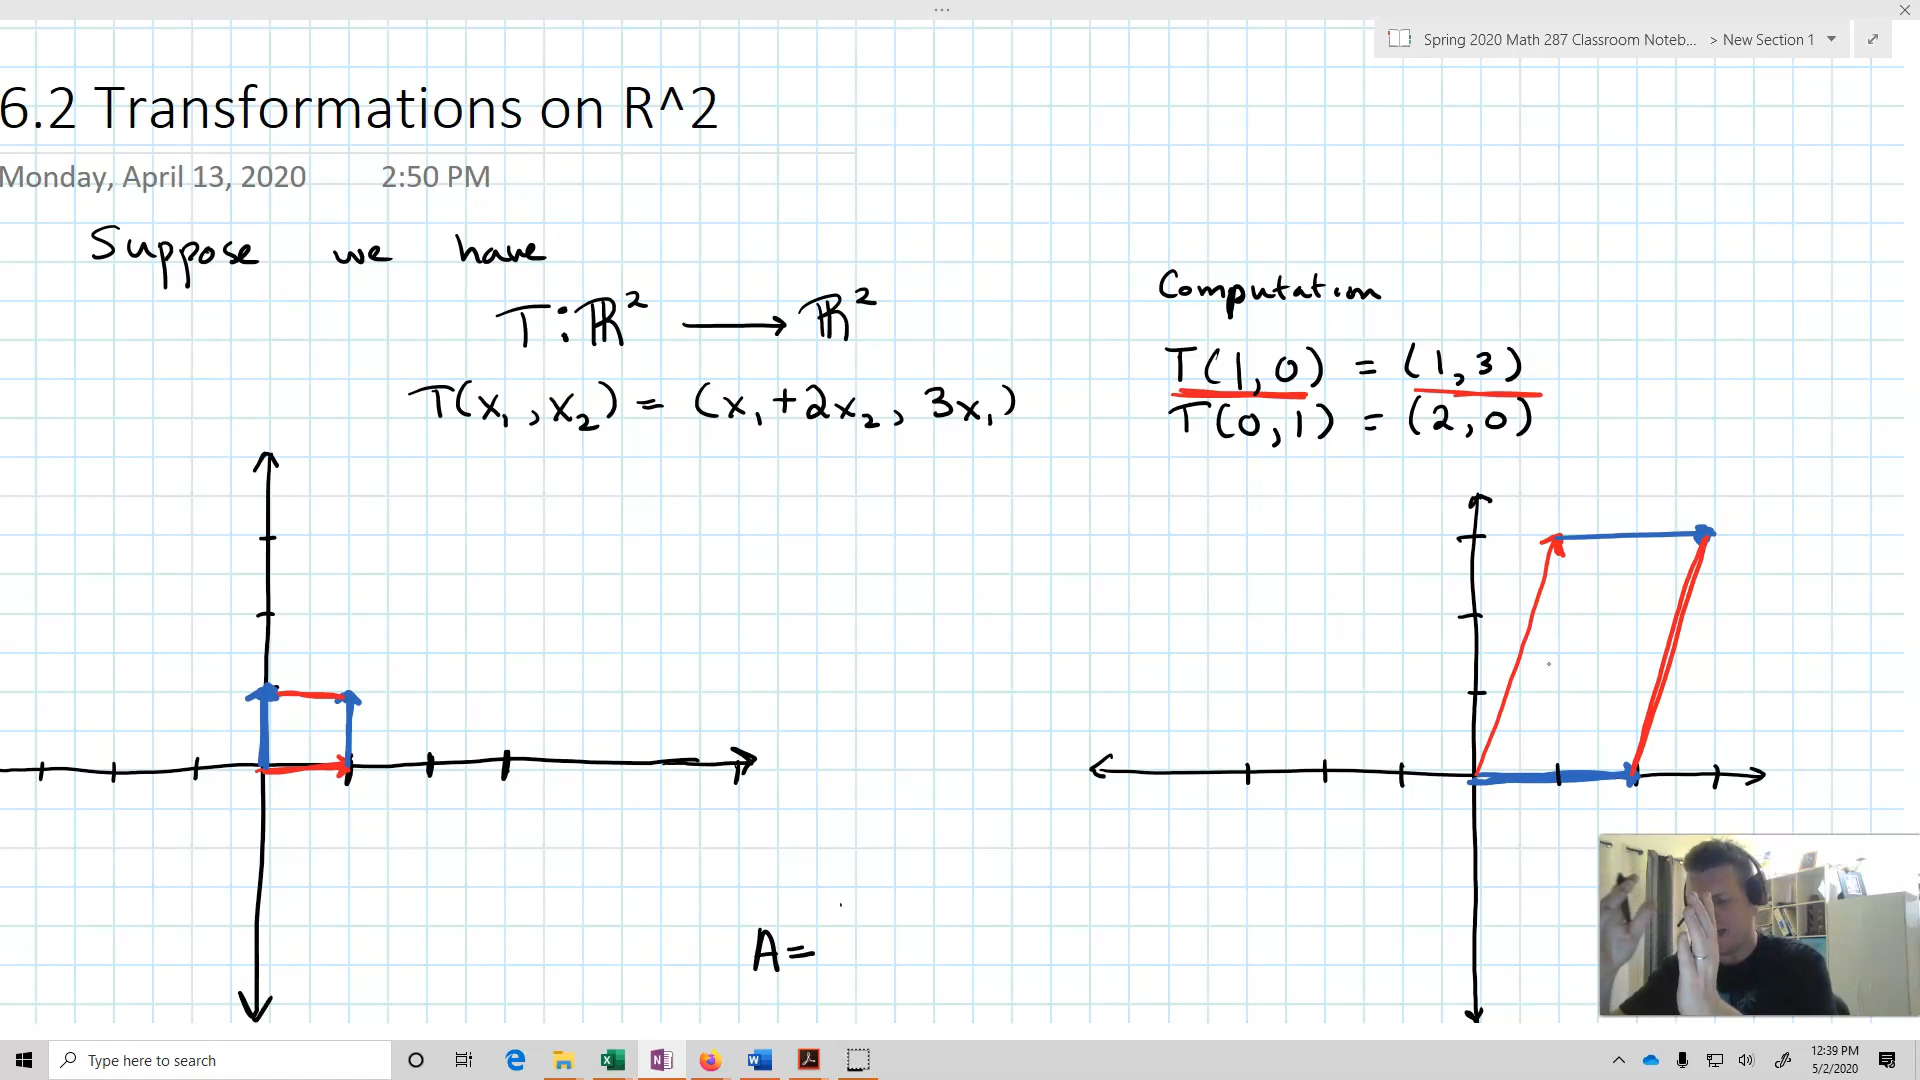 Spring 2020 Math 287 Classroom Noteb... > New Section 1
6.2 Transformations on R^2
Monday, April 13, 2020 2:50 PM
Suppose we have
T:ℝ² ⟶ ℝ²
T(x₁,x₂) = (x₁+2x₂, 3x₁)
Computation
T(1,0) = (1,3)
T(0,1) = (2,0)
A=
Type here to search
12:39 PM
5/2/2020